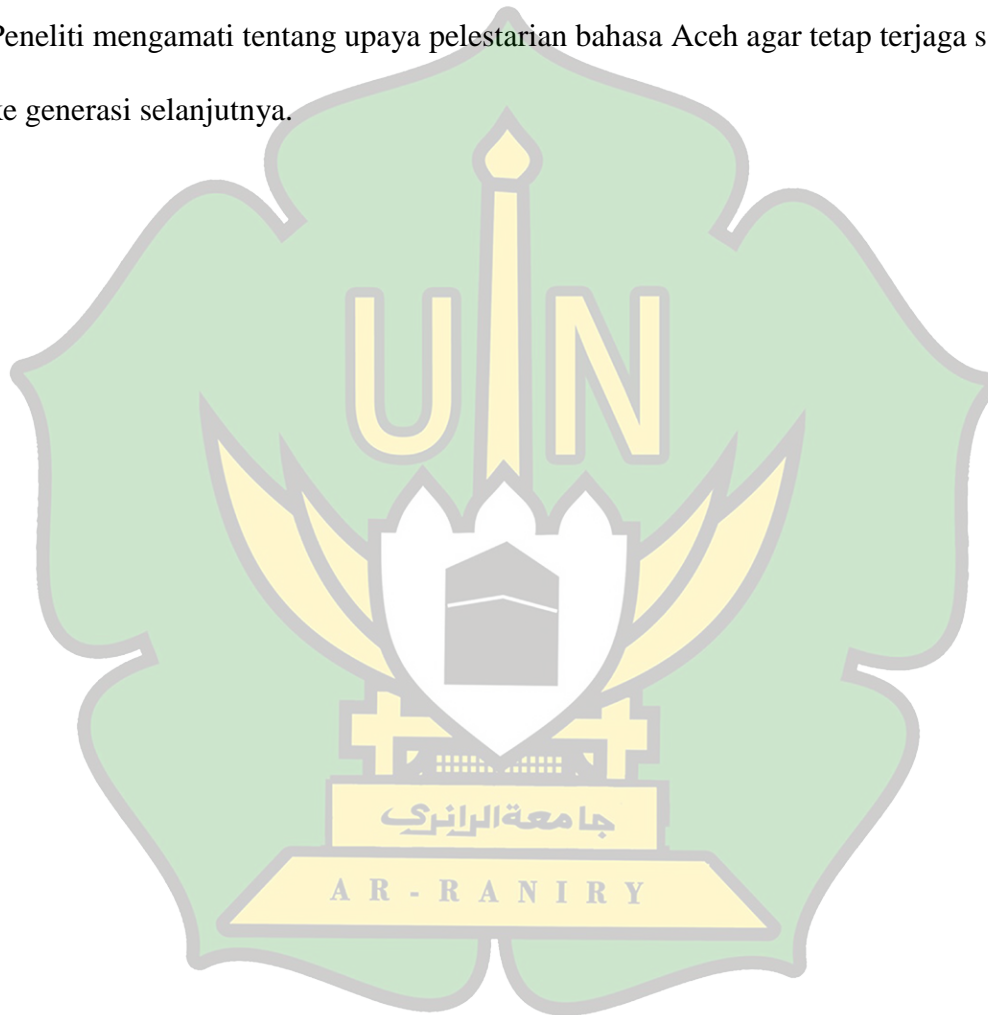 Peneliti mengamati tentang upaya pelestarian bahasa Aceh agar tetap terjaga s
ke generasi selanjutnya.
UIN
جامعة الرانري
AR-RANIRY